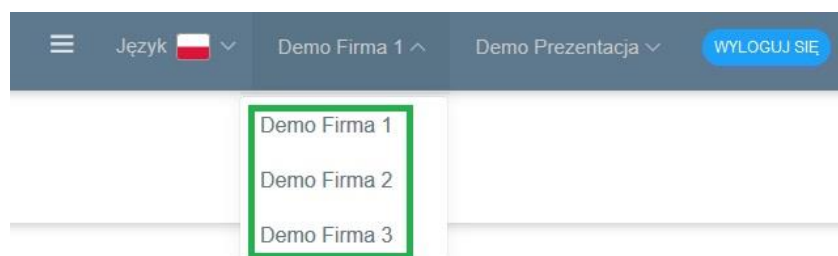 Język Demo Firma 1 Demo Prezentacja WYLOGUJ SIĘ
Demo Firma 1
Demo Firma 2
Demo Firma 3